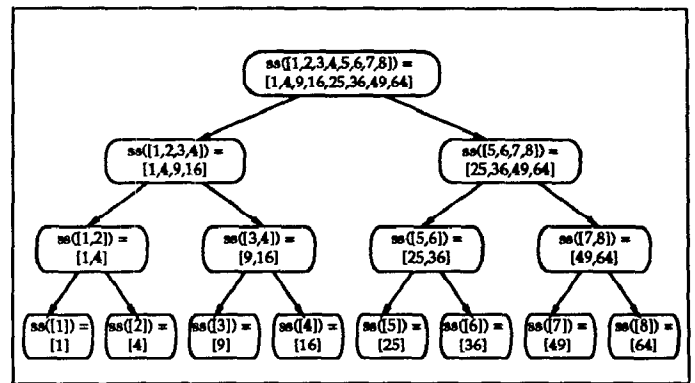 ss([1,2,3,4,5,6,7,8]) =
[1,4,9,16,25,36,49,64]
ss([1,2,3,4]) =
[1,4,9,16]
ss([5,6,7,8]) =
[25,36,49,64]
ss([1,2]) =
[1,4]
ss([3,4]) =
[9,16]
ss([5,6]) =
[25,36]
ss([7,8]) =
[49,64]
ss([1]) =
[1]
ss([2]) =
[4]
ss([3]) =
[9]
ss([4]) =
[16]
ss([5]) =
[25]
ss([6]) =
[36]
ss([7]) =
[49]
ss([8]) =
[64]